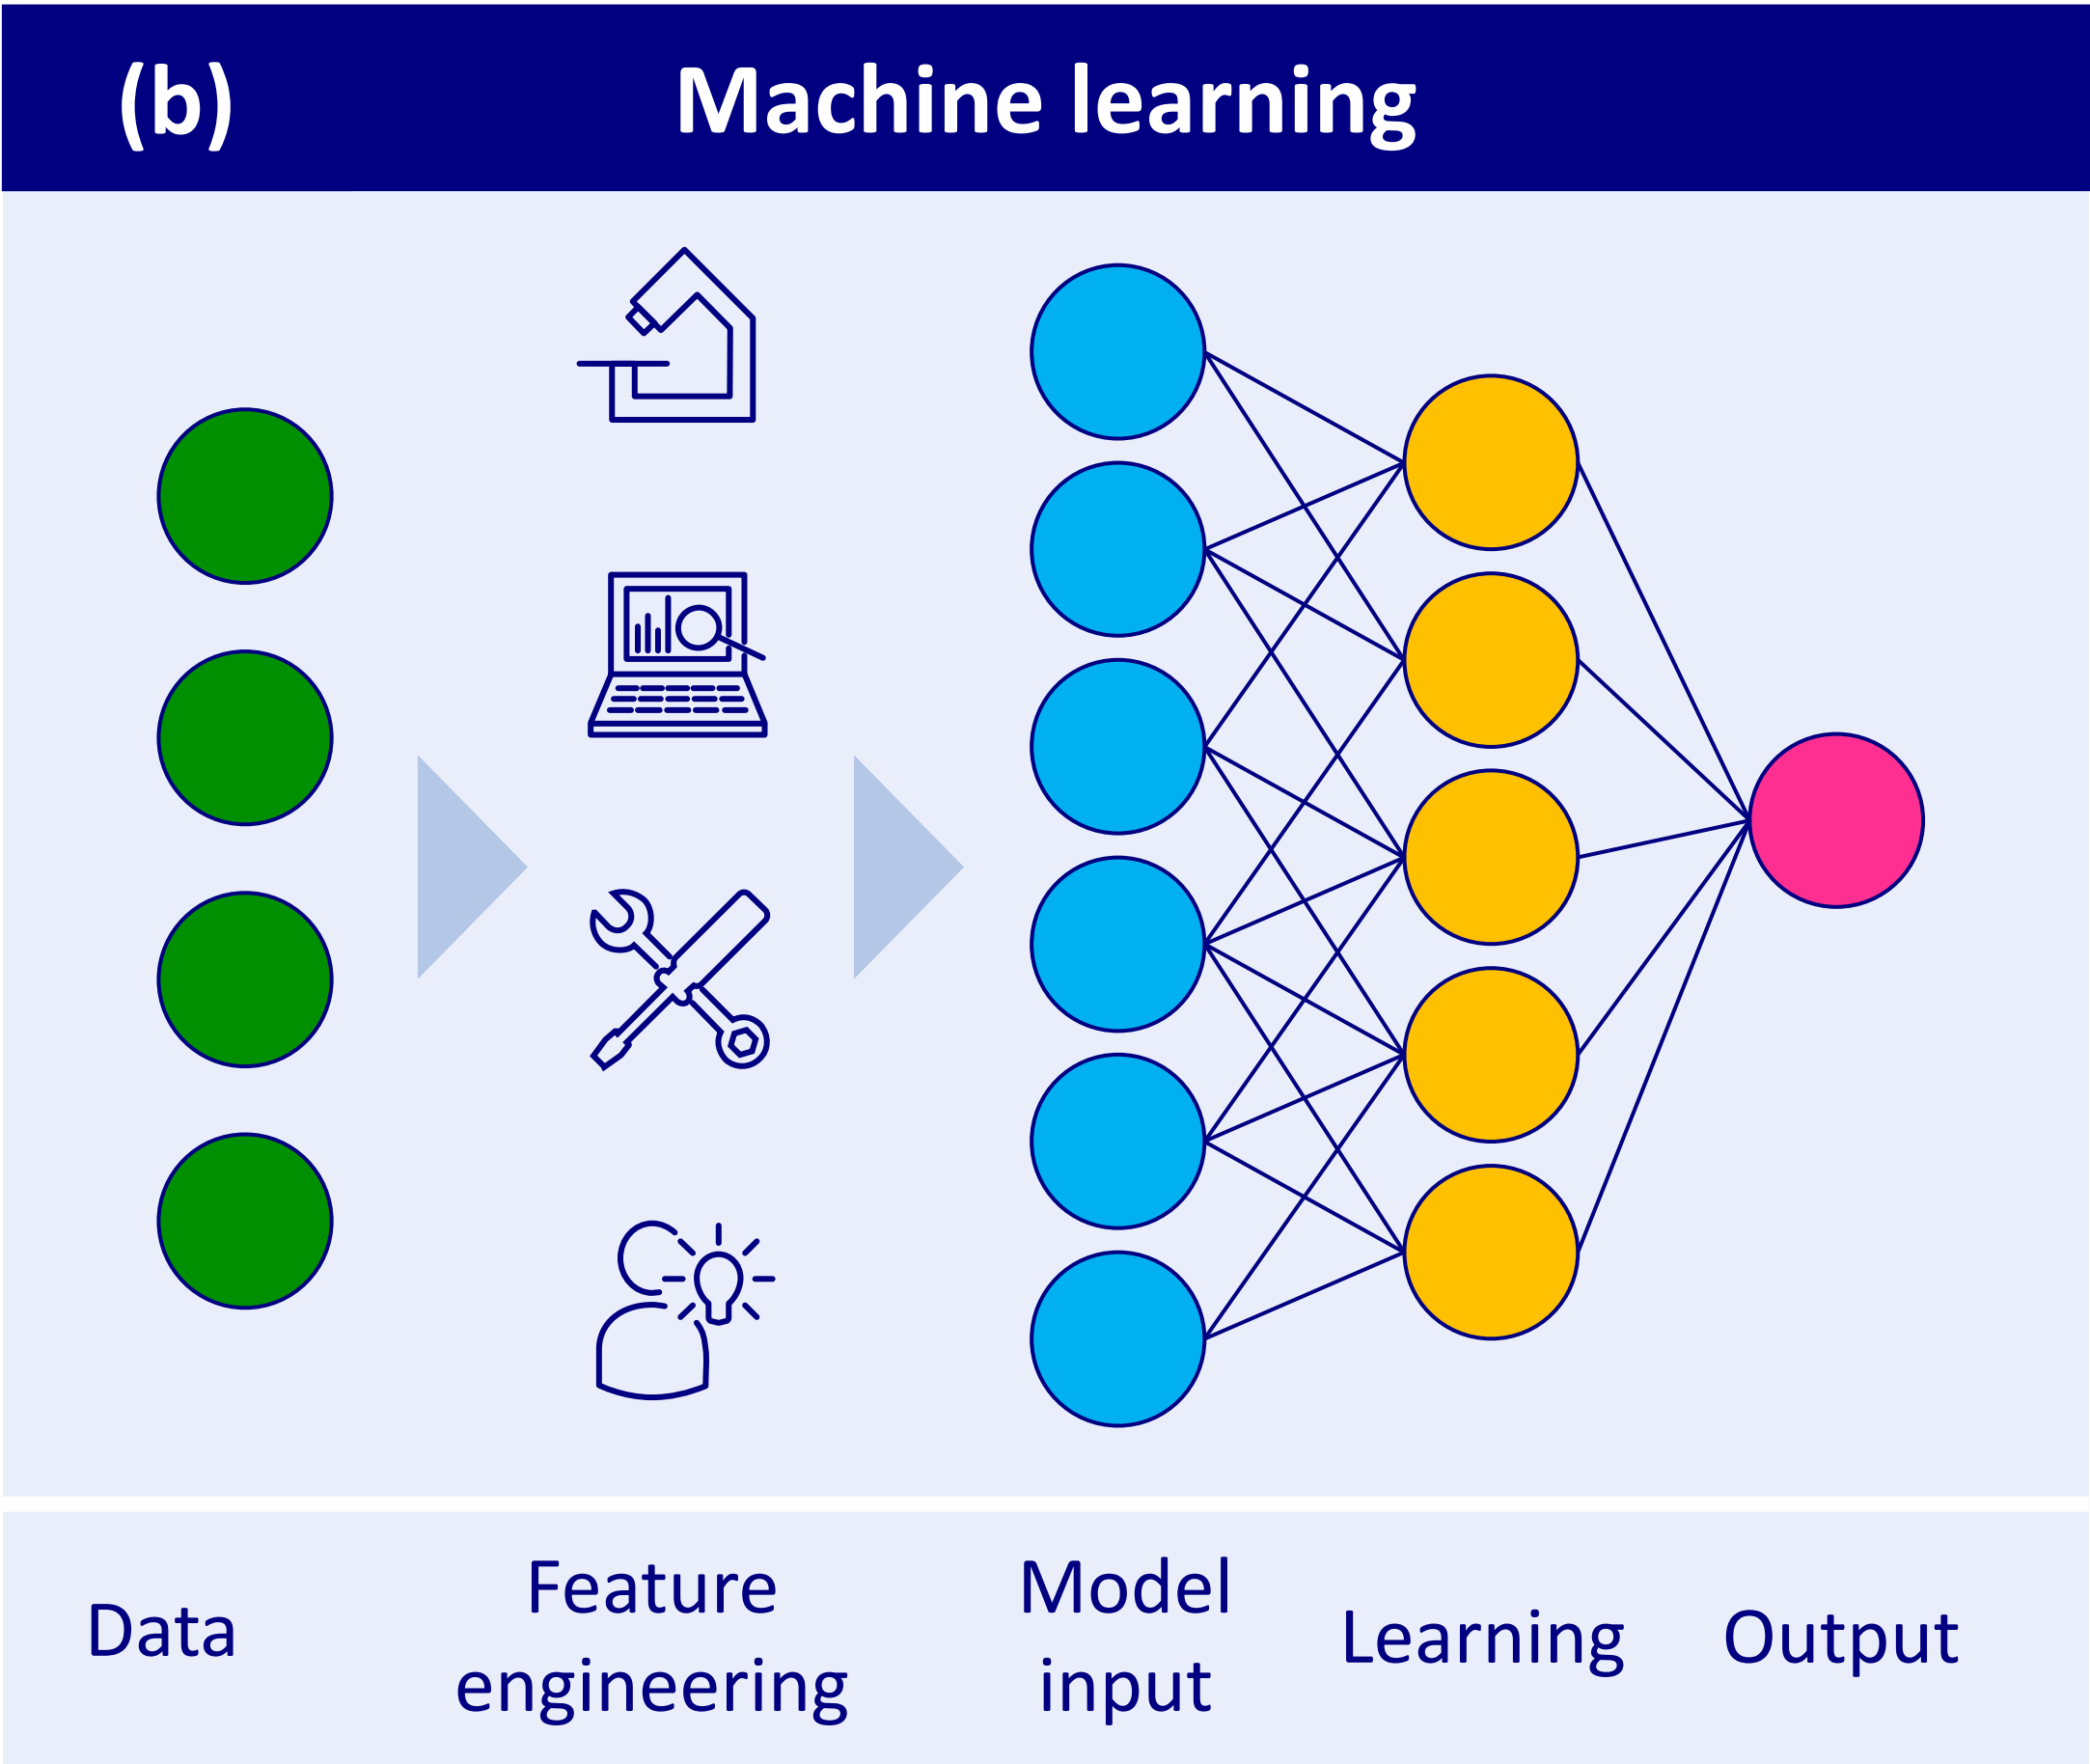 (b) Machine learning
Data
Feature
engineering
Model
input
Learning
Output